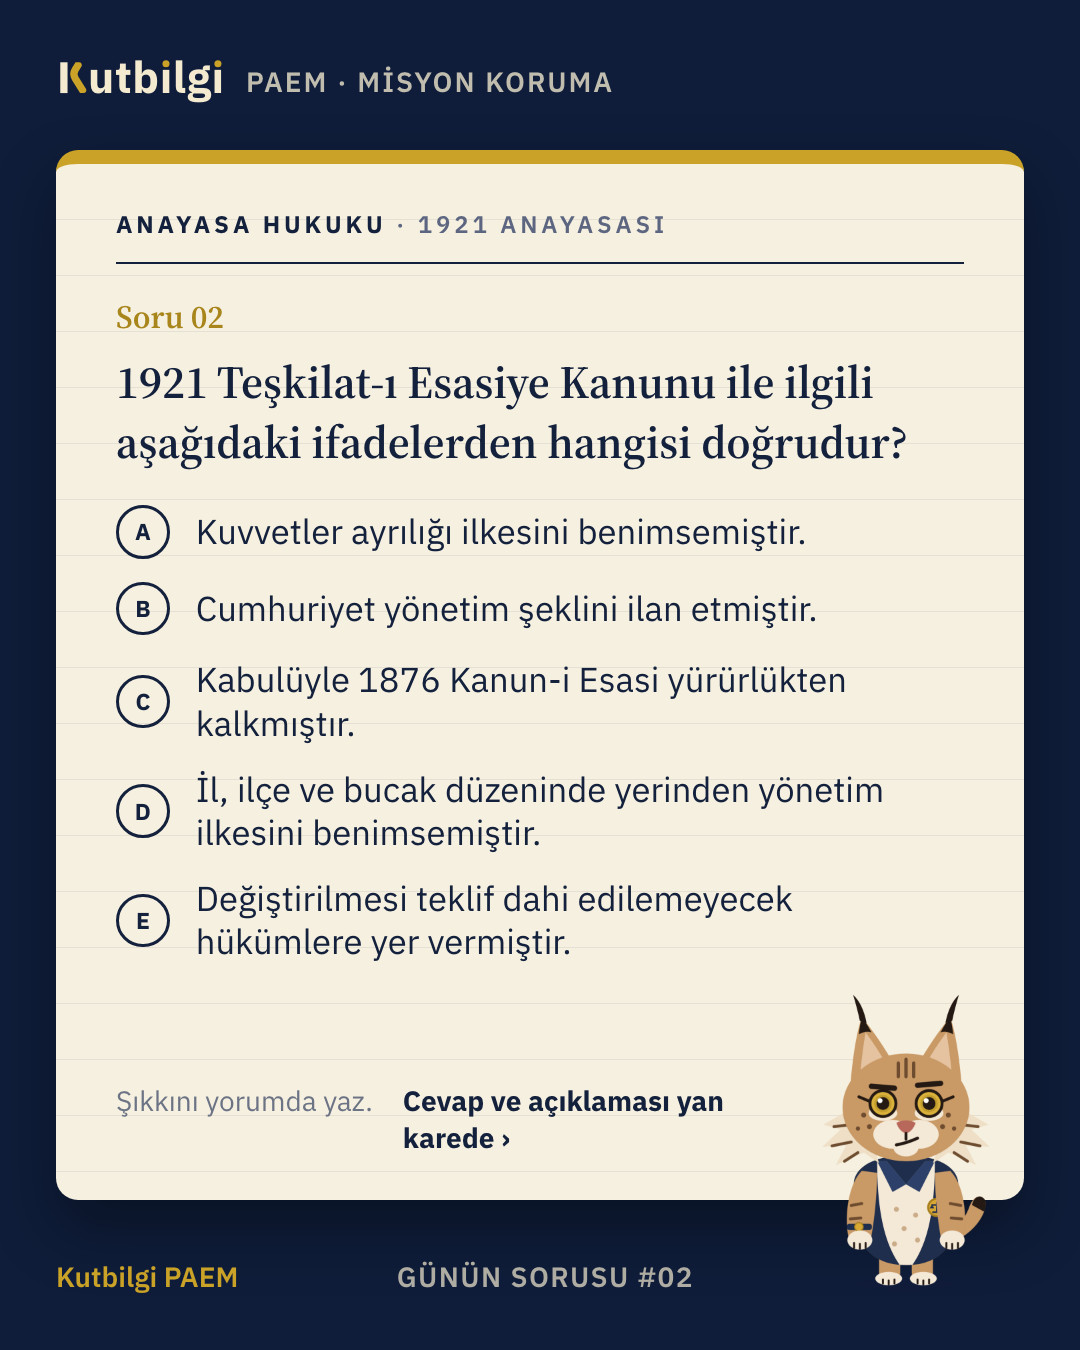 Kutbilgi PAEM · MİSYON KORUMA
ANAYASA HUKUKU · 1921 ANAYASASI
Soru 02
1921 Teşkilat-ı Esasiye Kanunu ile ilgili
aşağıdaki ifadelerden hangisi doğrudur?
A Kuvvetler ayrılığı ilkesini benimsemiştir.
B Cumhuriyet yönetim şeklini ilan etmiştir.
C Kabulüyle 1876 Kanun-i Esasi yürürlükten
kalkmıştır.
D İl, ilçe ve bucak düzeninde yerinden yönetim
ilkesini benimsemiştir.
E Değiştirilmesi teklif dahi edilemeyecek
hükümlere yer vermiştir.
Şıkkını yorumda yaz. Cevap ve açıklaması yan
karede ›
Kutbilgi PAEM GÜNÜN SORUSU #02